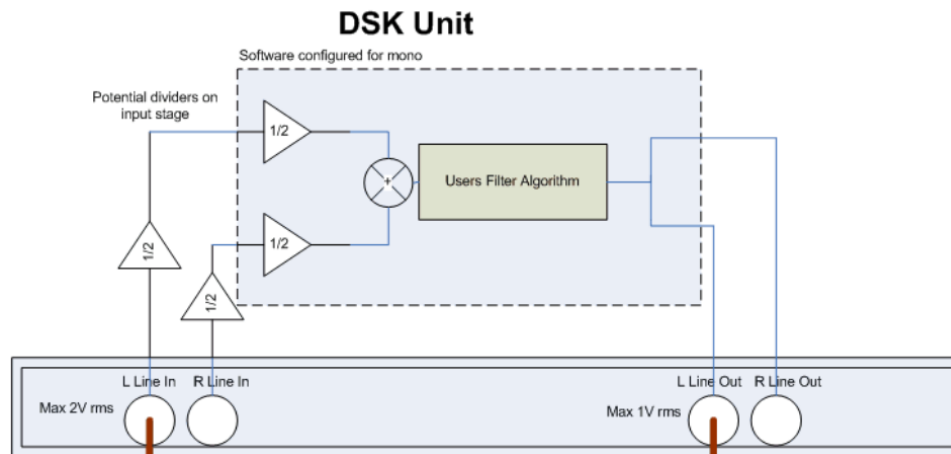 DSK Unit
Software configured for mono
Potential dividers on
input stage
1/2
+
Users Filter Algorithm
1/2
1/2
1/2
L Line In
R Line In
L Line Out
R Line Out
Max 2V rms
Max 1V rms